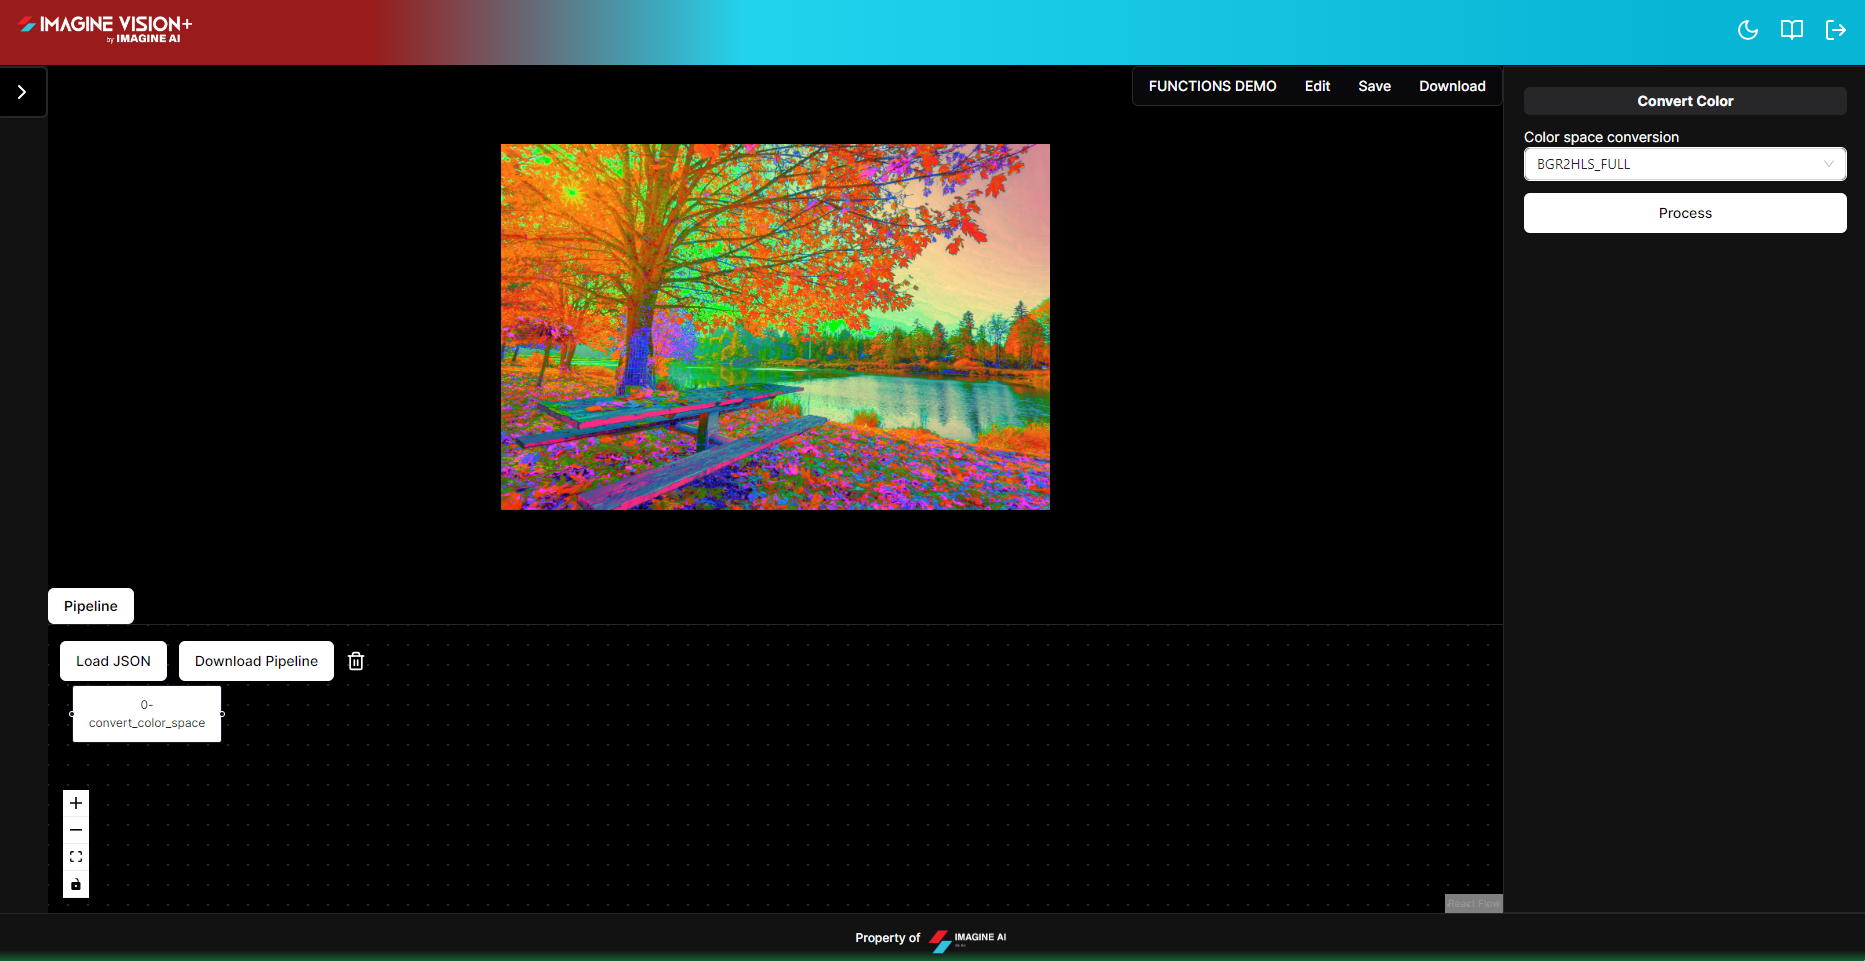 IMAGINE VISION+
by IMAGINE AI
FUNCTIONS DEMO
Edit
Save
Download
Convert Color
Color space conversion
BGR2HLS_FULL
Process
Pipeline
Load JSON
Download Pipeline
0-
convert_color_space
React Flow
Property of
IMAGINE AI